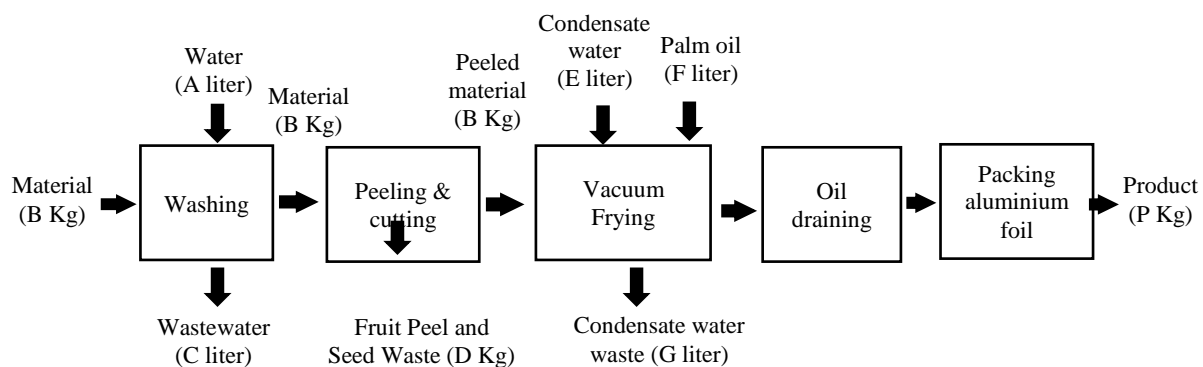 Water
(A liter)
Material
(B Kg)
Peeled
material
(B Kg)
Condensate
water
(E liter)
Palm oil
(F liter)
Material
(B Kg)
Washing
Peeling &
cutting
Vacuum
Frying
Oil
draining
Packing
aluminium
foil
Product
(P Kg)
Wastewater
(C liter)
Fruit Peel and
Seed Waste (D Kg)
Condensate water
waste (G liter)